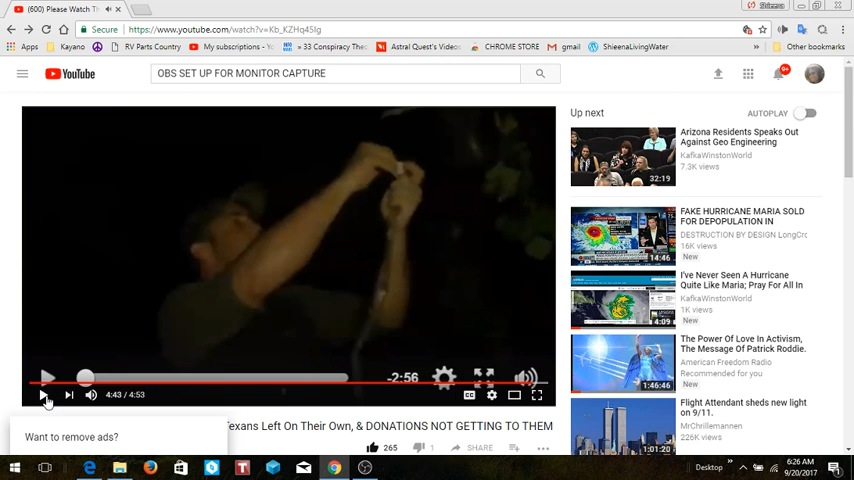 (600) Please Watch Th
Shienna
Secure
https://www.youtube.com/watch?v=Kb_KZHq45Ig
Apps
Kayano
RV Parts Country
My subscriptions - Yo
» 33 Conspiracy Theo
Astral Quest's Videos
CHROME STORE
gmail
ShieenaLivingWater
Other bookmarks
YouTube
OBS SET UP FOR MONITOR CAPTURE
9+
Up next
AUTOPLAY
32:19
Arizona Residents Speaks Out
Against Geo Engineering
KafkaWinstonWorld
7.3K views
14:46
FAKE HURRICANE MARIA SOLD
FOR DEPOPULATION IN
DESTRUCTION BY DESIGN LongCro
16K views
New
14:09
I've Never Seen A Hurricane
Quite Like Maria; Pray For All In
KafkaWinstonWorld
1K views
New
1:46:46
The Power Of Love In Activism,
The Message Of Patrick Roddie.
American Freedom Radio
Recommended for you
1:01:20
Flight Attendant sheds new light
on 9/11.
MrChrillemannen
226K views
-2:56
4:43 / 4:53
CC
Want to remove ads?
Texans Left On Their Own, & DONATIONS NOT GETTING TO THEM
265
1
SHARE
Desktop
6:26 AM
9/20/2017